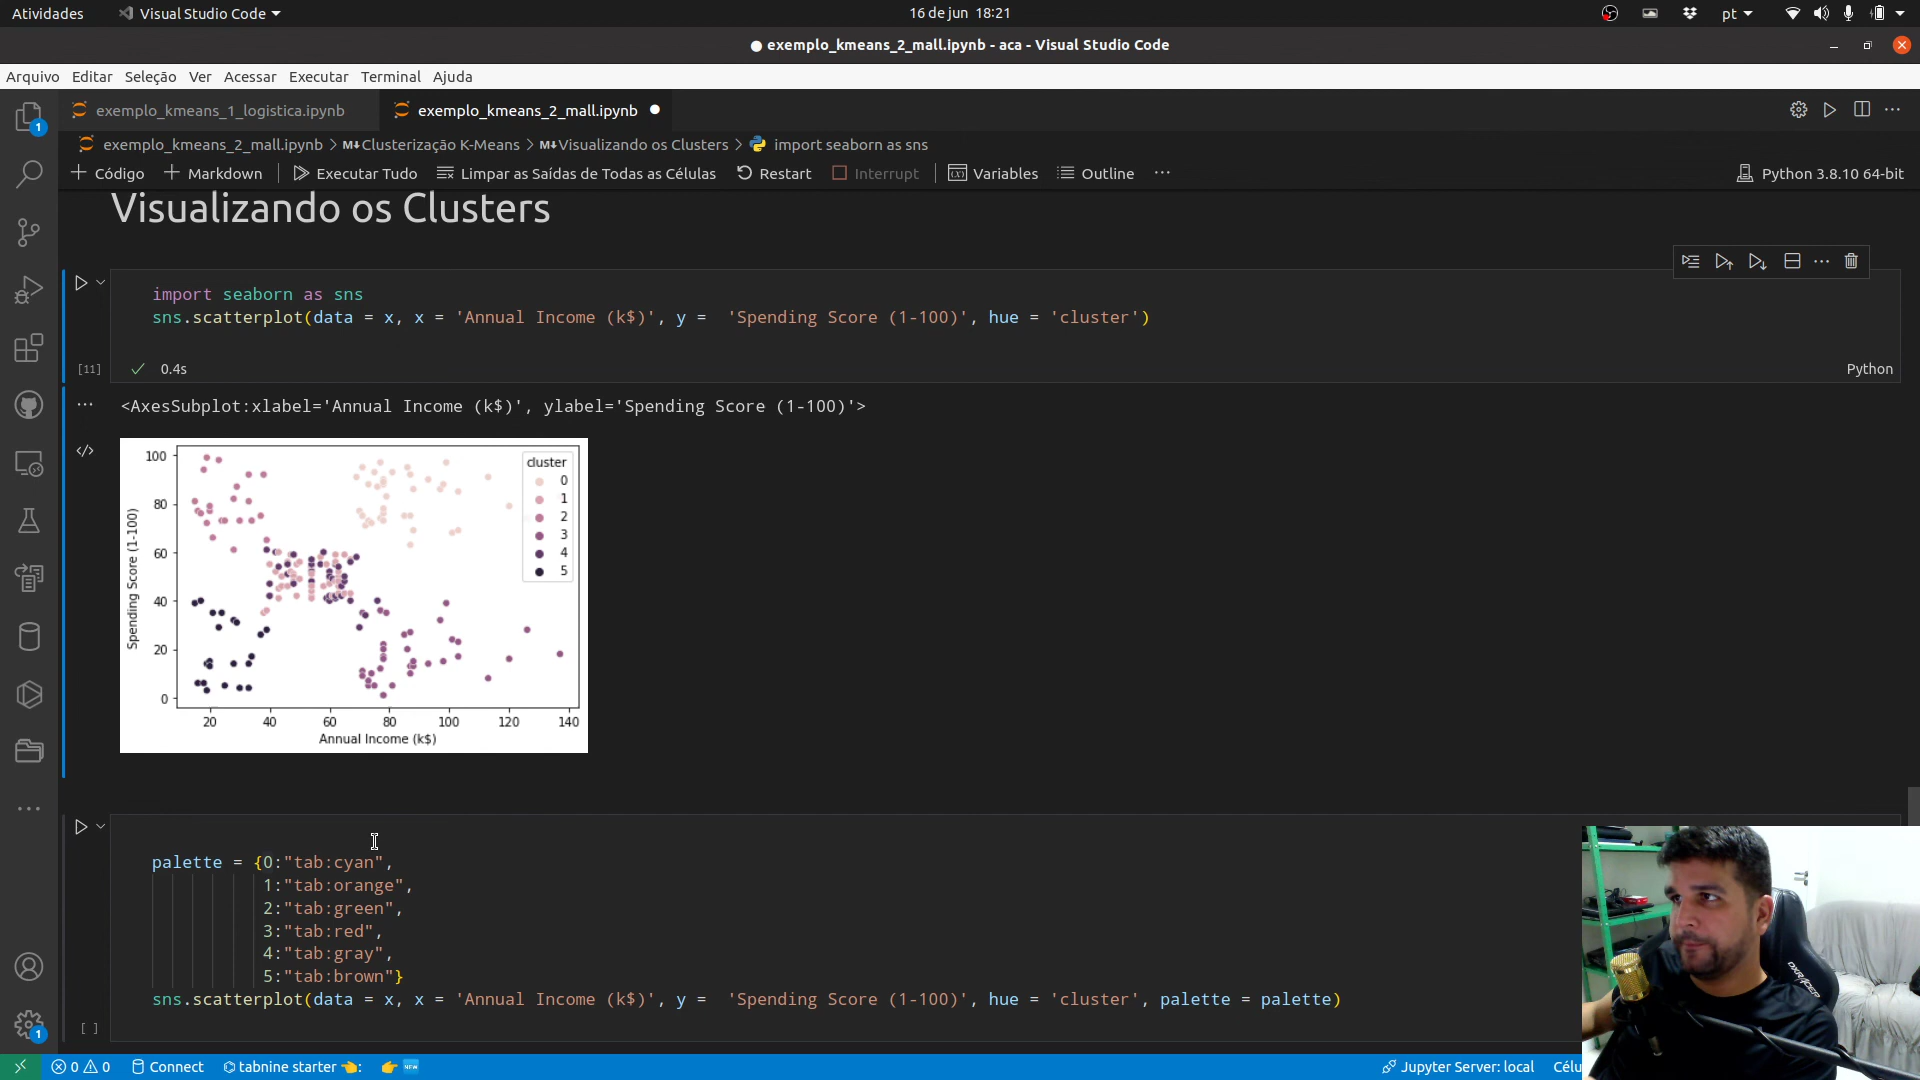 Atividades Visual Studio Code 16 de jun 18:21 pt
● exemplo_kmeans_2_mall.ipynb - aca - Visual Studio Code
Arquivo Editar Seleção Ver Acessar Executar Terminal Ajuda
exemplo_kmeans_1_logistica.ipynb exemplo_kmeans_2_mall.ipynb
exemplo_kmeans_2_mall.ipynb > M↓Clusterização K-Means > M↓Visualizando os Clusters > import seaborn as sns
+ Código + Markdown Executar Tudo Limpar as Saídas de Todas as Células Restart Interrupt Variables Outline ··· Python 3.8.10 64-bit
Visualizando os Clusters
import seaborn as sns
sns.scatterplot(data = x, x = 'Annual Income (k$)', y =  'Spending Score (1-100)', hue = 'cluster')
[11] ✓ 0.4s Python
<AxesSubplot:xlabel='Annual Income (k$)', ylabel='Spending Score (1-100)'>
cluster
0
1
2
3
4
5
100
80
60
40
20
0
Spending Score (1-100)
20 40 60 80 100 120 140
Annual Income (k$)
palette = {0:"tab:cyan",
1:"tab:orange",
2:"tab:green",
3:"tab:red",
4:"tab:gray",
5:"tab:brown"}
sns.scatterplot(data = x, x = 'Annual Income (k$)', y =  'Spending Score (1-100)', hue = 'cluster', palette = palette)
[ ]
DXRACER
1
1
0 0 Connect tabnine starter NEW Jupyter Server: local Célu